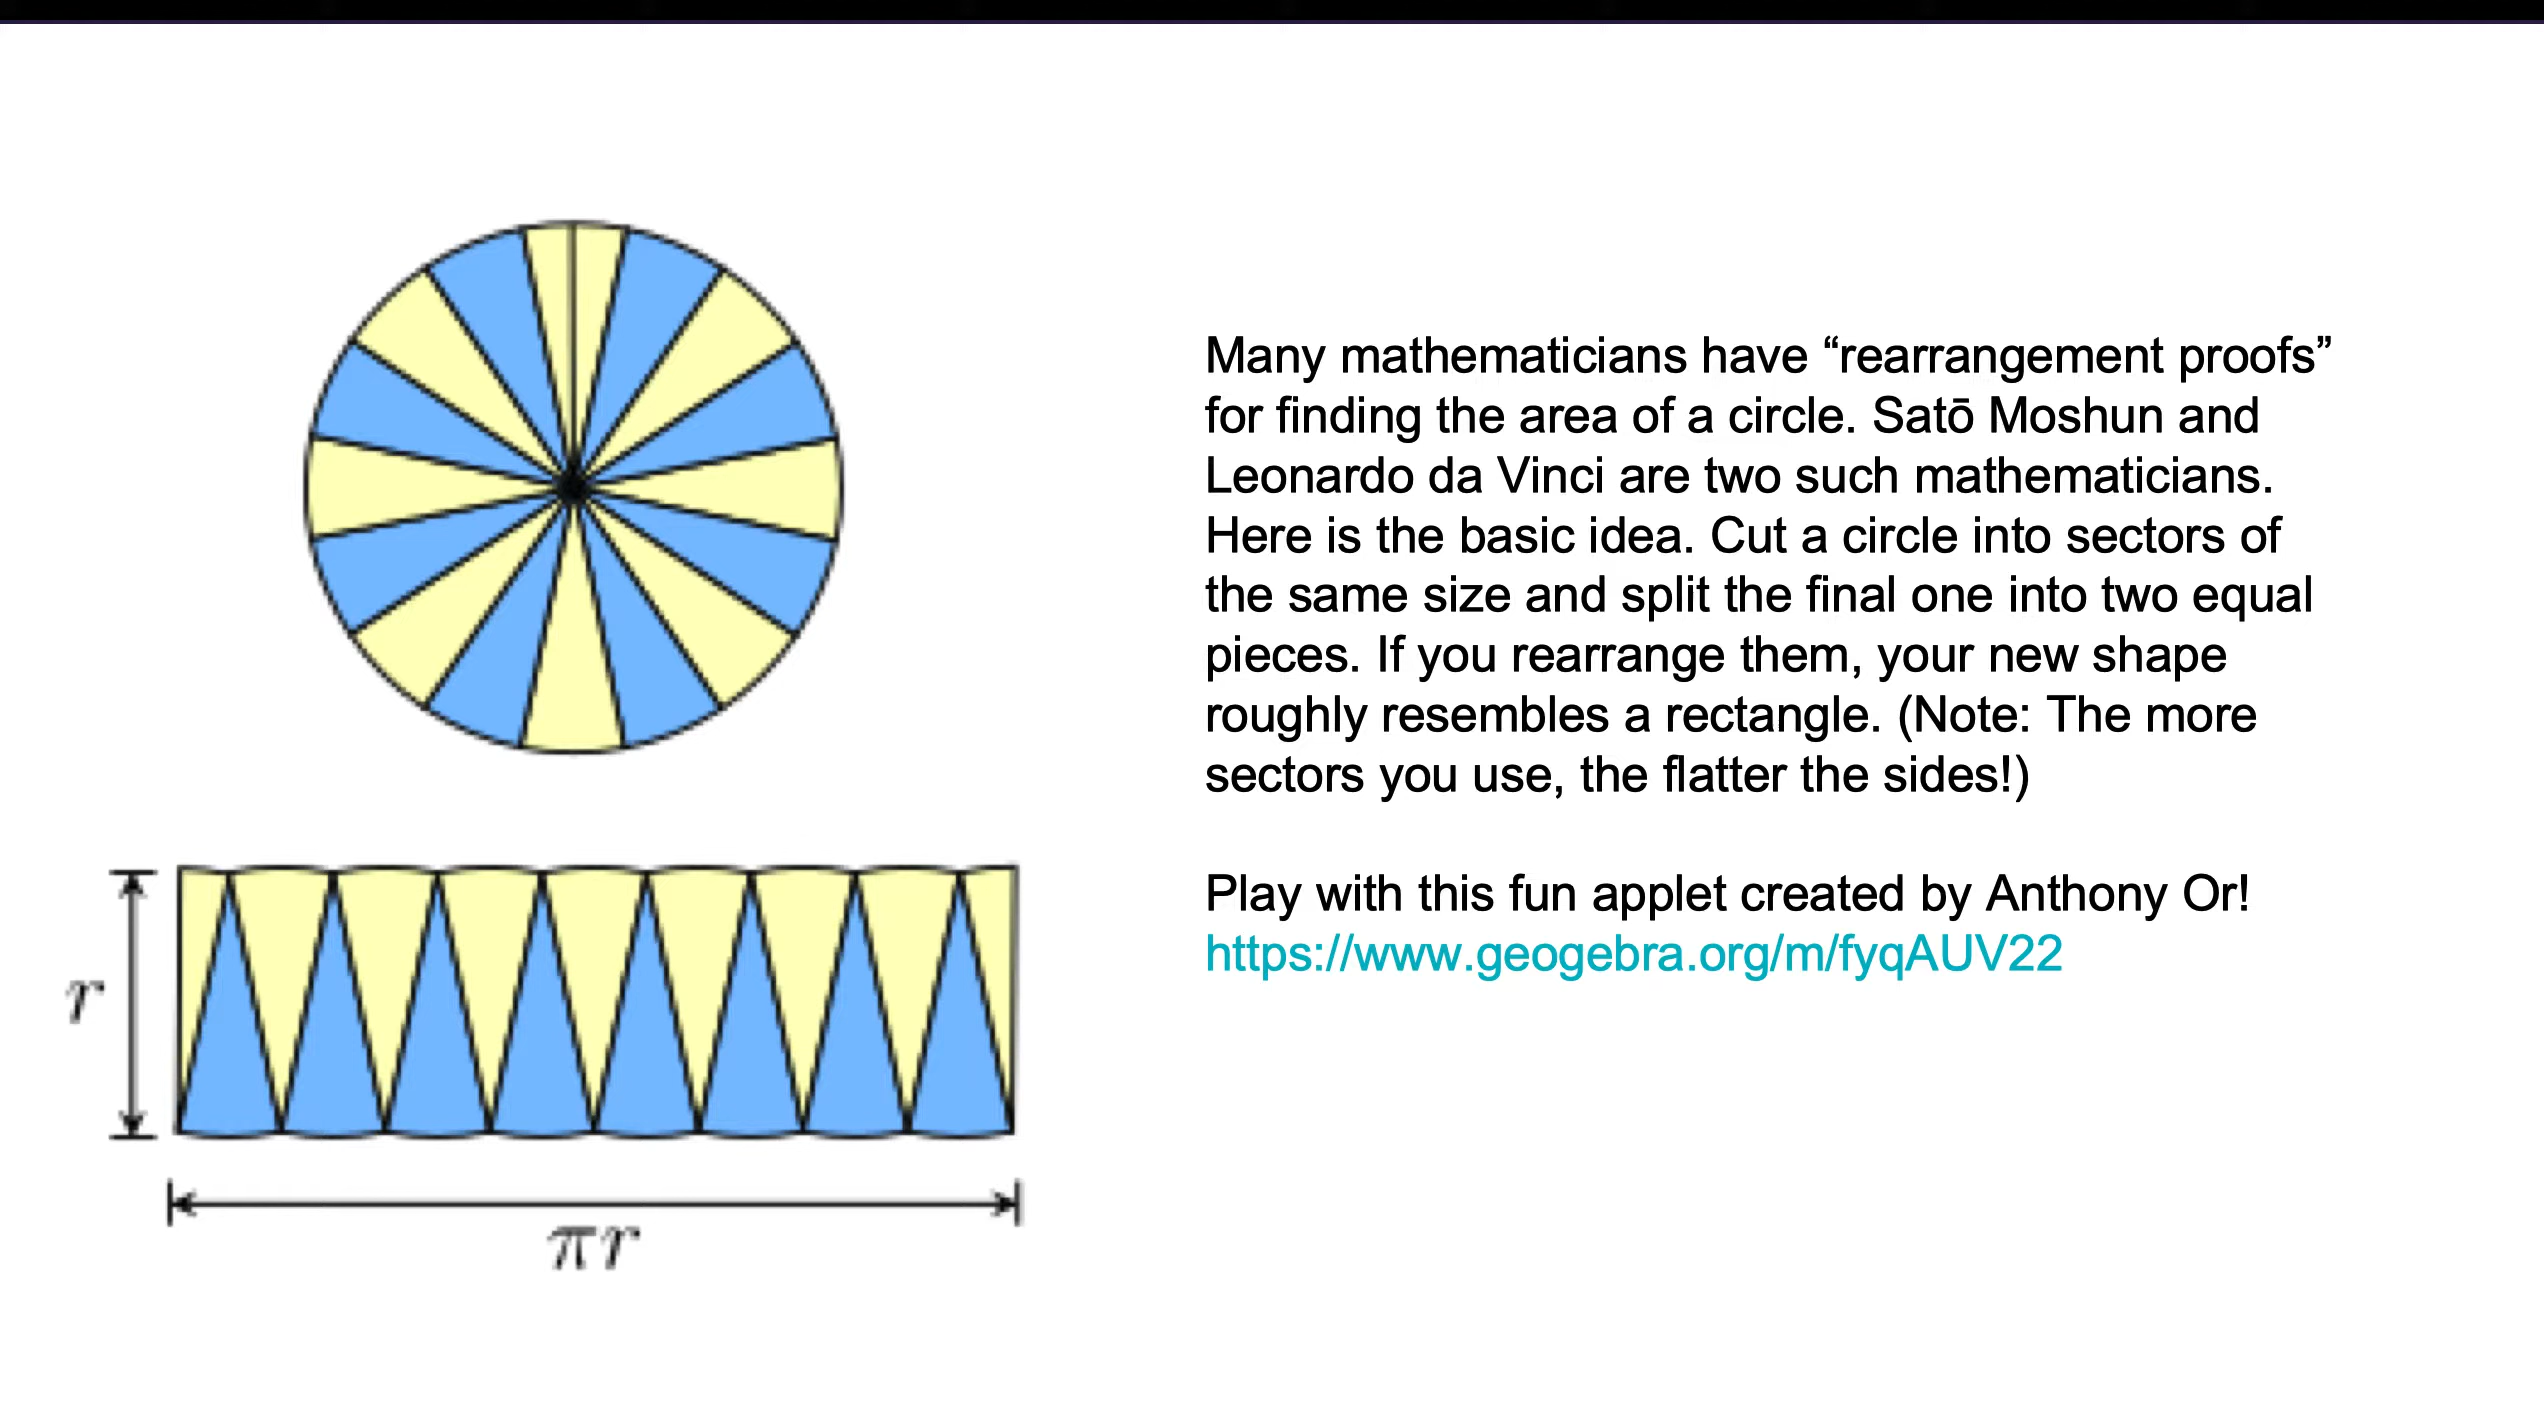 Many mathematicians have “rearrangement proofs”
for finding the area of a circle. Satō Moshun and
Leonardo da Vinci are two such mathematicians.
Here is the basic idea. Cut a circle into sectors of
the same size and split the final one into two equal
pieces. If you rearrange them, your new shape
roughly resembles a rectangle. (Note: The more
sectors you use, the flatter the sides!)
Play with this fun applet created by Anthony Or!
https://www.geogebra.org/m/fyqAUV22
r
πr